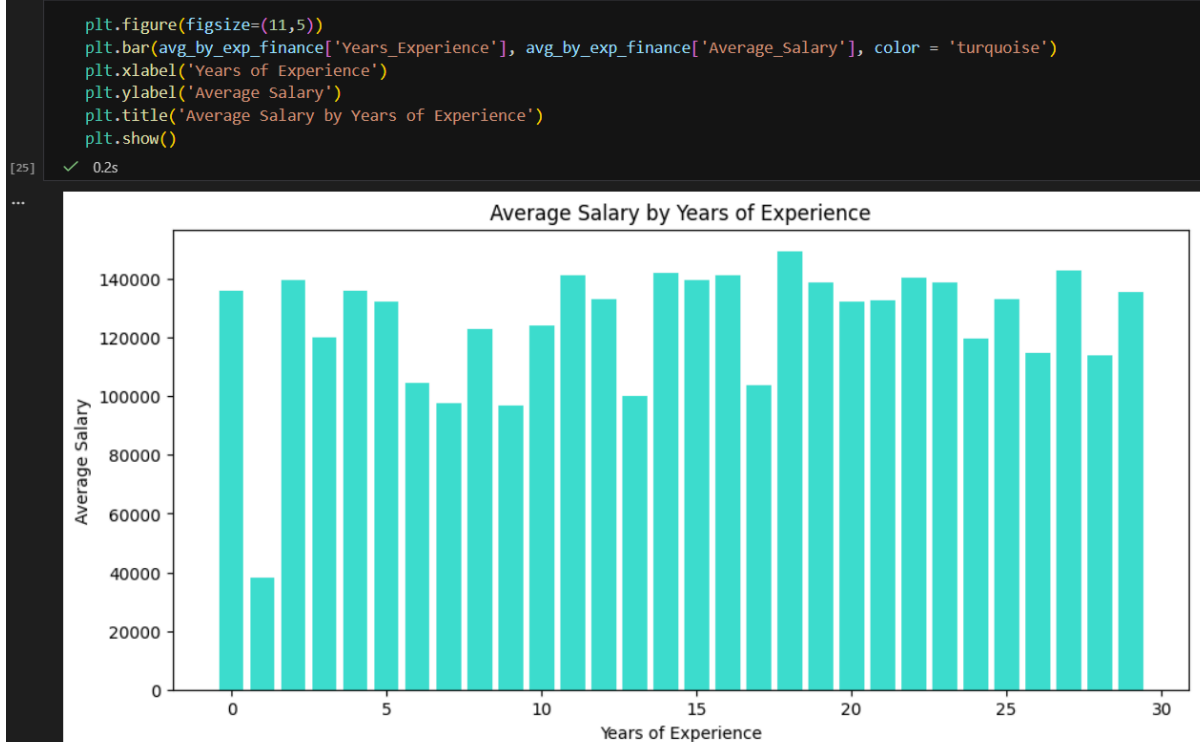 plt.figure(figsize=(11,5))
plt.bar(avg_by_exp_finance['Years_Experience'], avg_by_exp_finance['Average_Salary'], color = 'turquoise')
plt.xlabel('Years of Experience')
plt.ylabel('Average Salary')
plt.title('Average Salary by Years of Experience')
plt.show()
[25] ✓ 0.2s
...
Average Salary by Years of Experience
Average Salary
140000
120000
100000
80000
60000
40000
20000
0
0 5 10 15 20 25 30
Years of Experience